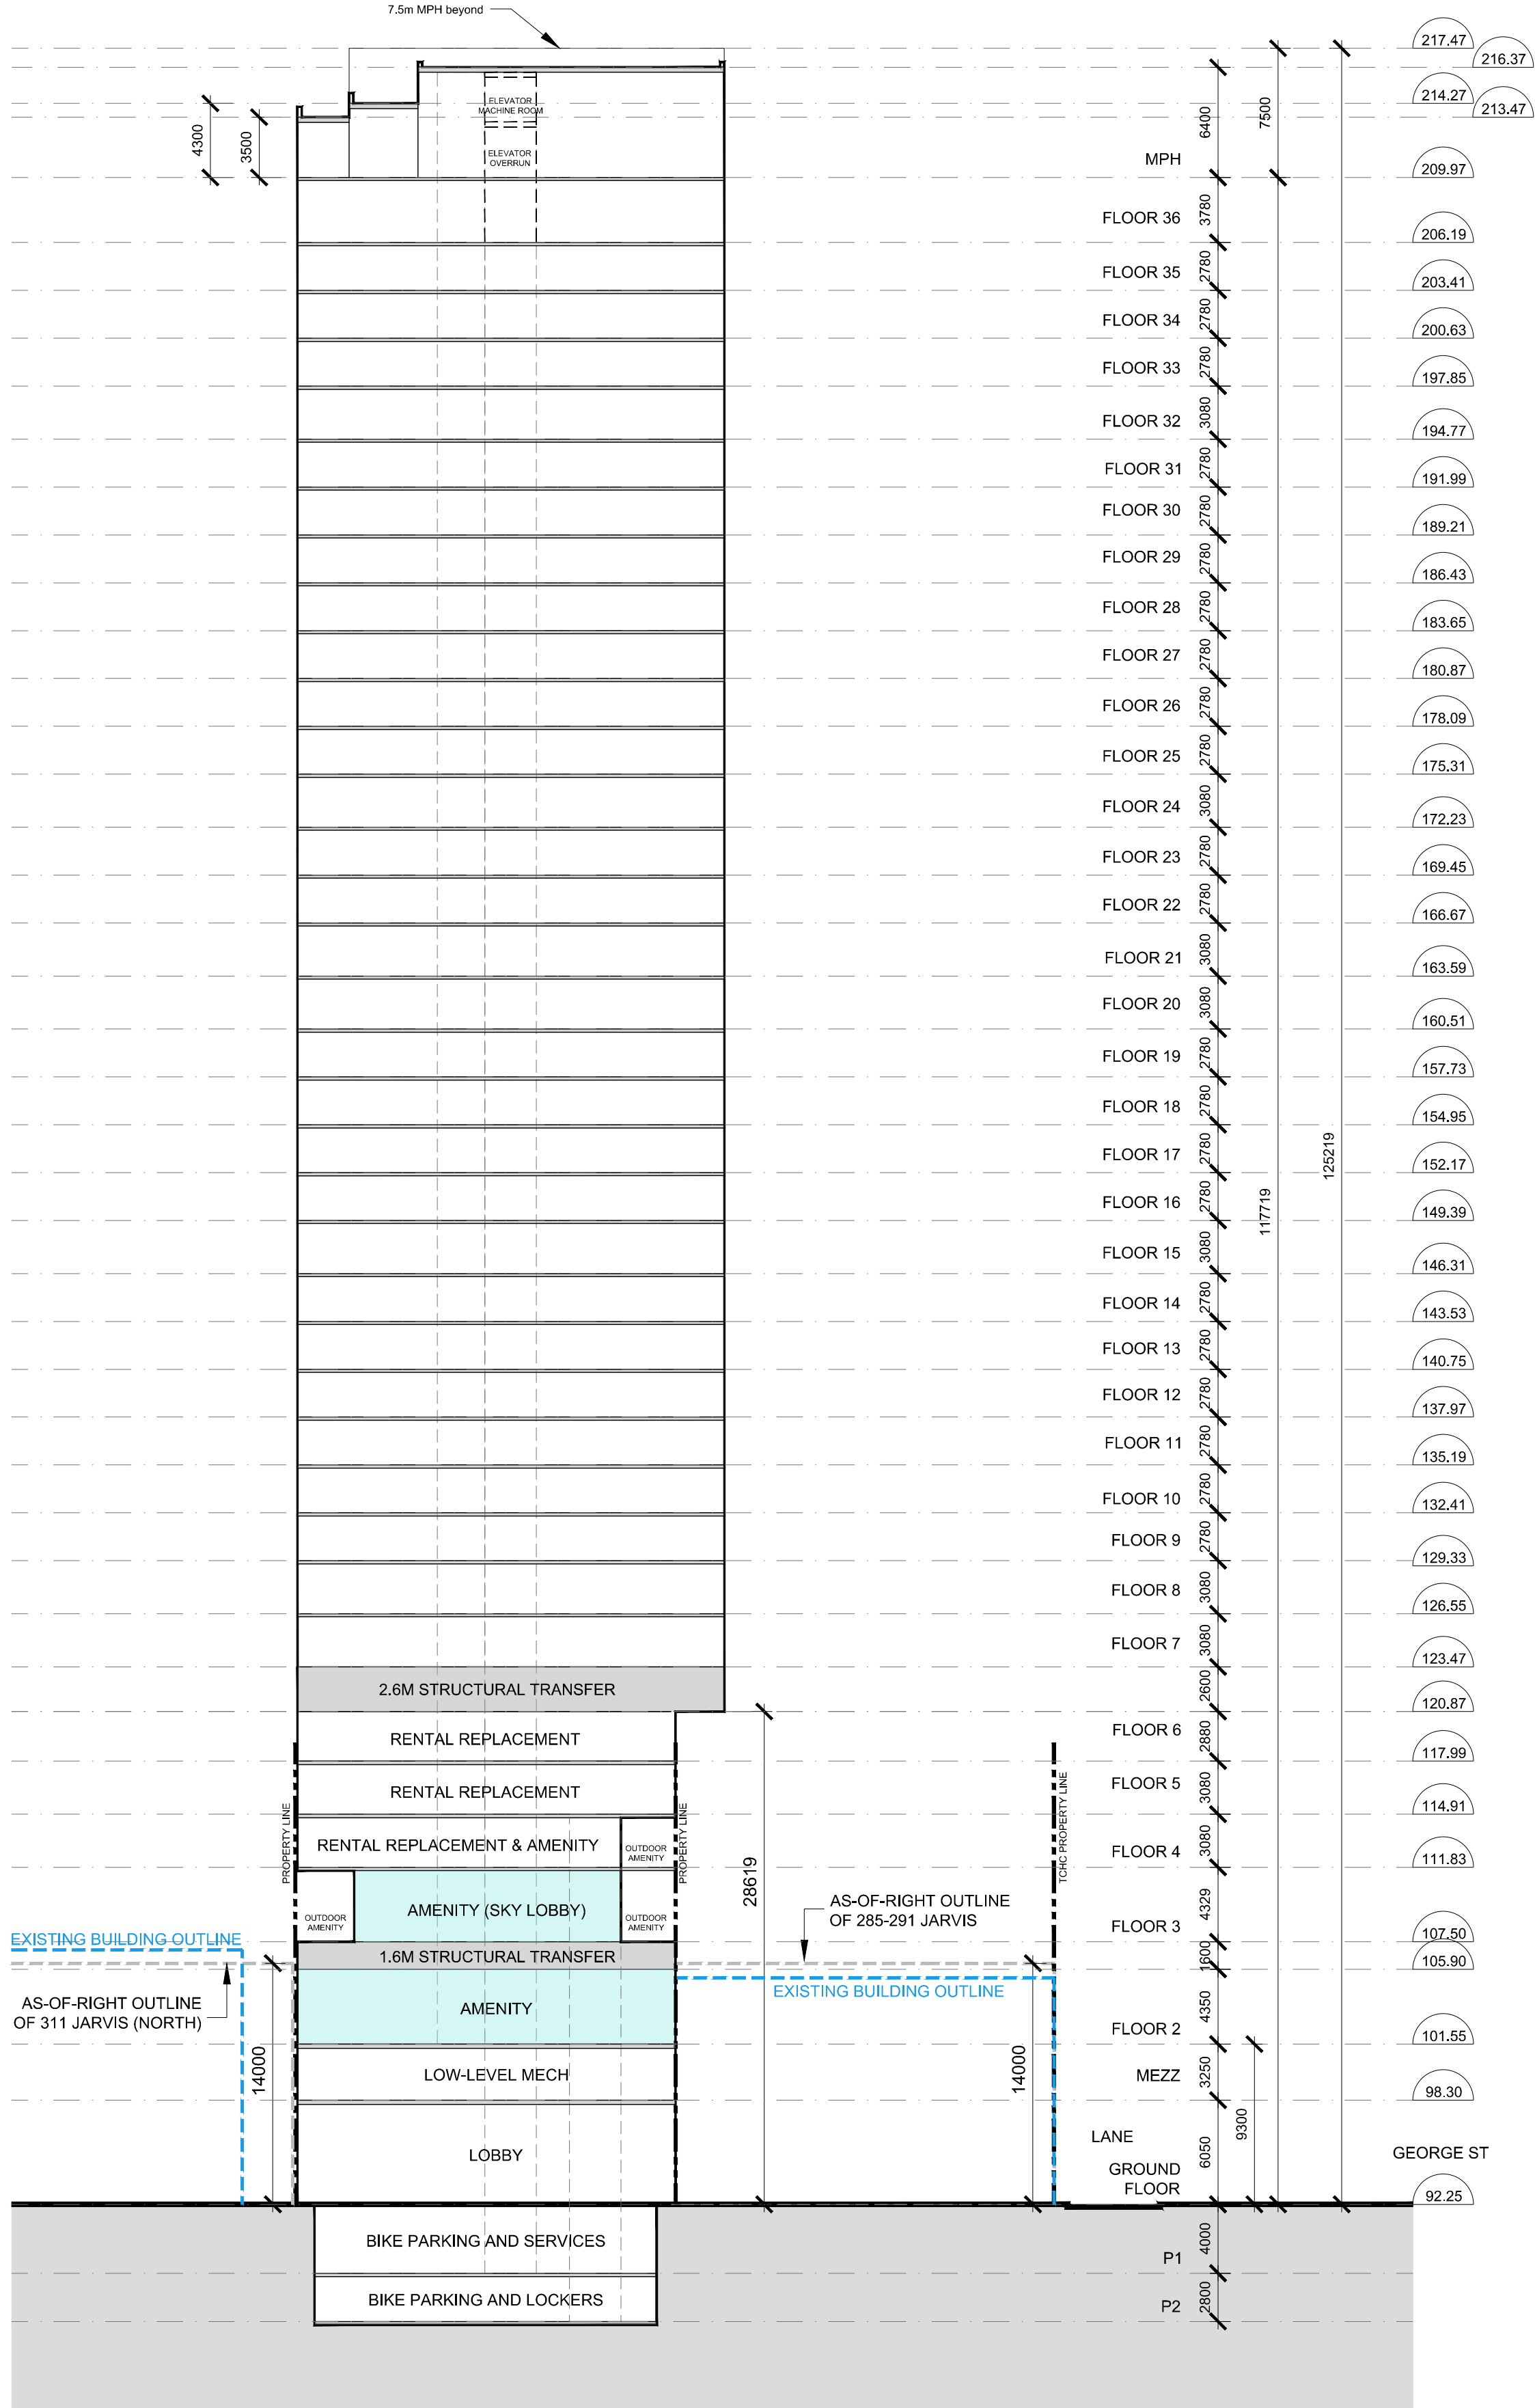 7.5m MPH beyond
217.47
216.37
214.27
213.47
4300
3500
ELEVATOR
MACHINE ROOM
ELEVATOR
OVERRUN
MPH
6400
7500
209.97
FLOOR 36
3780
206.19
FLOOR 35
2780
203.41
FLOOR 34
2780
200.63
FLOOR 33
2780
197.85
FLOOR 32
3080
194.77
FLOOR 31
2780
191.99
FLOOR 30
2780
189.21
FLOOR 29
2780
186.43
FLOOR 28
2780
183.65
FLOOR 27
2780
180.87
FLOOR 26
2780
178.09
FLOOR 25
2780
175.31
FLOOR 24
3080
172.23
FLOOR 23
2780
169.45
FLOOR 22
2780
166.67
FLOOR 21
3080
163.59
FLOOR 20
3080
160.51
FLOOR 19
2780
157.73
FLOOR 18
2780
154.95
FLOOR 17
2780
152.17
125219
117719
FLOOR 16
2780
149.39
FLOOR 15
3080
146.31
FLOOR 14
2780
143.53
FLOOR 13
2780
140.75
FLOOR 12
2780
137.97
FLOOR 11
2780
135.19
FLOOR 10
2780
132.41
FLOOR 9
2780
129.33
FLOOR 8
3080
126.55
FLOOR 7
3080
123.47
2.6M STRUCTURAL TRANSFER
2600
120.87
RENTAL REPLACEMENT
FLOOR 6
2880
117.99
RENTAL REPLACEMENT
FLOOR 5
3080
114.91
PROPERTY LINE
PROPERTY LINE
TCHC PROPERTY LINE
RENTAL REPLACEMENT & AMENITY
OUTDOOR
AMENITY
FLOOR 4
3080
111.83
28619
OUTDOOR
AMENITY
AMENITY (SKY LOBBY)
OUTDOOR
AMENITY
AS-OF-RIGHT OUTLINE
OF 285-291 JARVIS
FLOOR 3
4329
107.50
EXISTING BUILDING OUTLINE
1.6M STRUCTURAL TRANSFER
1600
105.90
EXISTING BUILDING OUTLINE
AS-OF-RIGHT OUTLINE
OF 311 JARVIS (NORTH)
AMENITY
FLOOR 2
4350
101.55
14000
14000
LOW-LEVEL MECH
MEZZ
3250
98.30
9300
LOBBY
LANE
GROUND
FLOOR
6050
GEORGE ST
92.25
BIKE PARKING AND SERVICES
P1
4000
BIKE PARKING AND LOCKERS
P2
2800